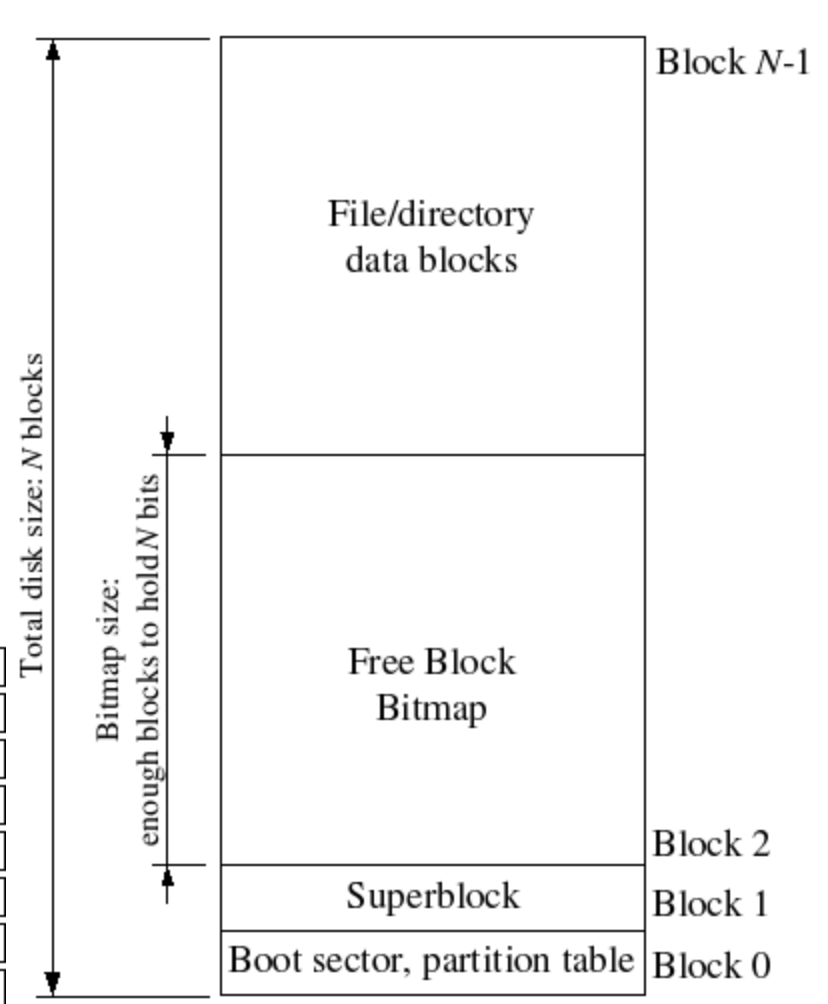 Block N-1
File/directory
data blocks
Total disk size: N blocks
Bitmap size:
enough blocks to hold N bits
Free Block
Bitmap
Block 2
Superblock
Block 1
Boot sector, partition table
Block 0